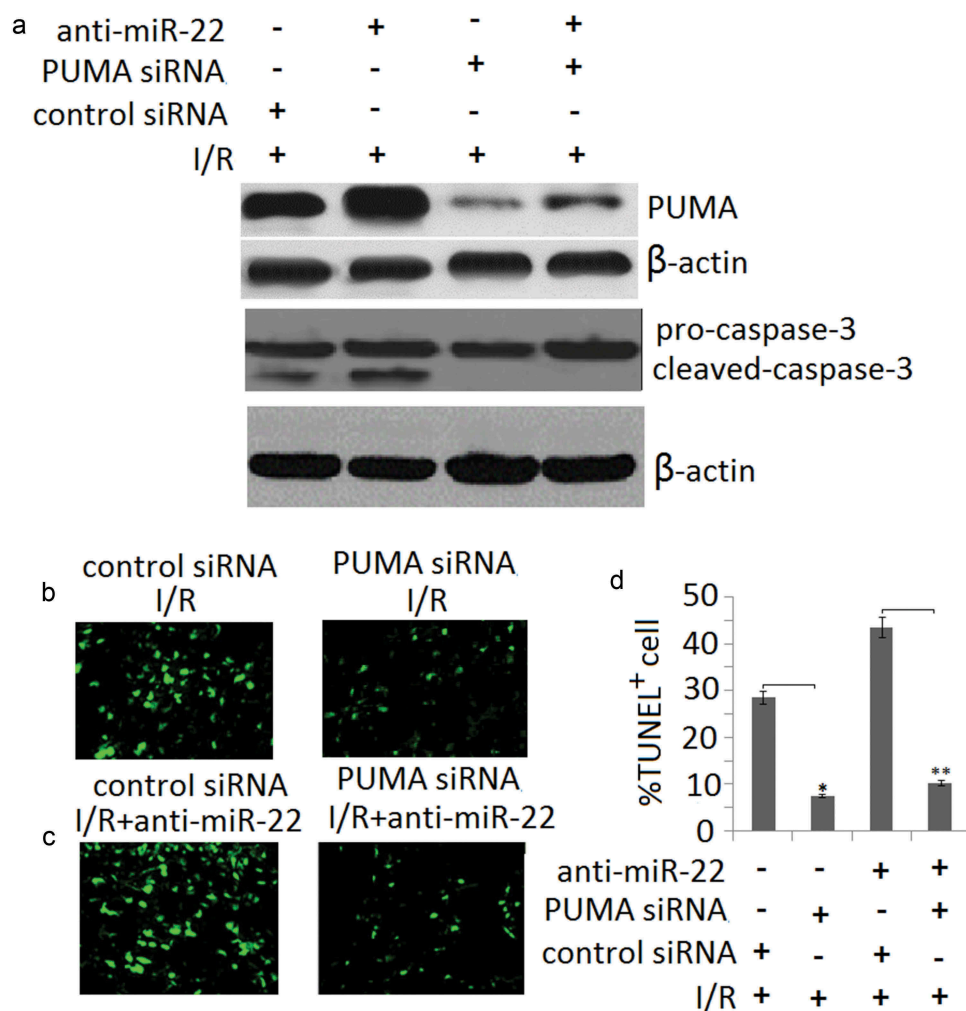 a
anti-miR-22 - + - +
PUMA siRNA - - + +
control siRNA + - - -
I/R + + + +
PUMA
β-actin
pro-caspase-3
cleaved-caspase-3
β-actin
b
control siRNA
I/R
PUMA siRNA
I/R
c
control siRNA
I/R+anti-miR-22
PUMA siRNA
I/R+anti-miR-22
d
%TUNEL+ cell
50
40
30
20
10
0
*
**
anti-miR-22 - - + +
PUMA siRNA - + - +
control siRNA + - + -
I/R + + + +